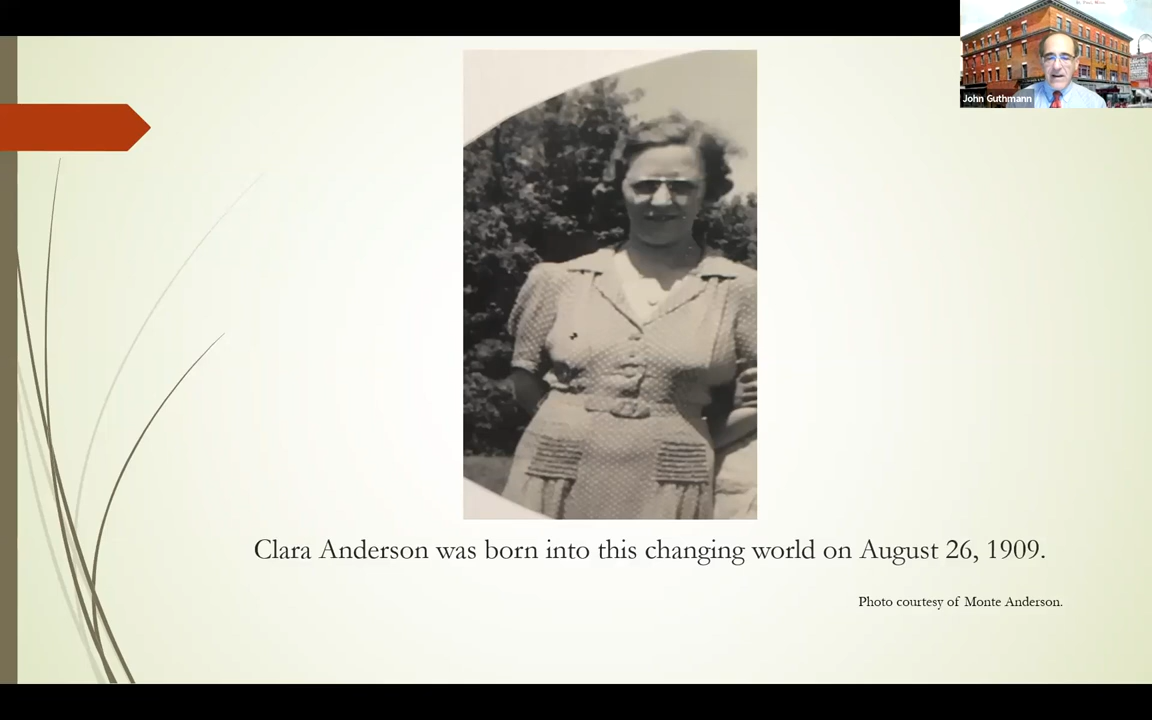 John Guthmann
Clara Anderson was born into this changing world on August 26, 1909.
Photo courtesy of Monte Anderson.